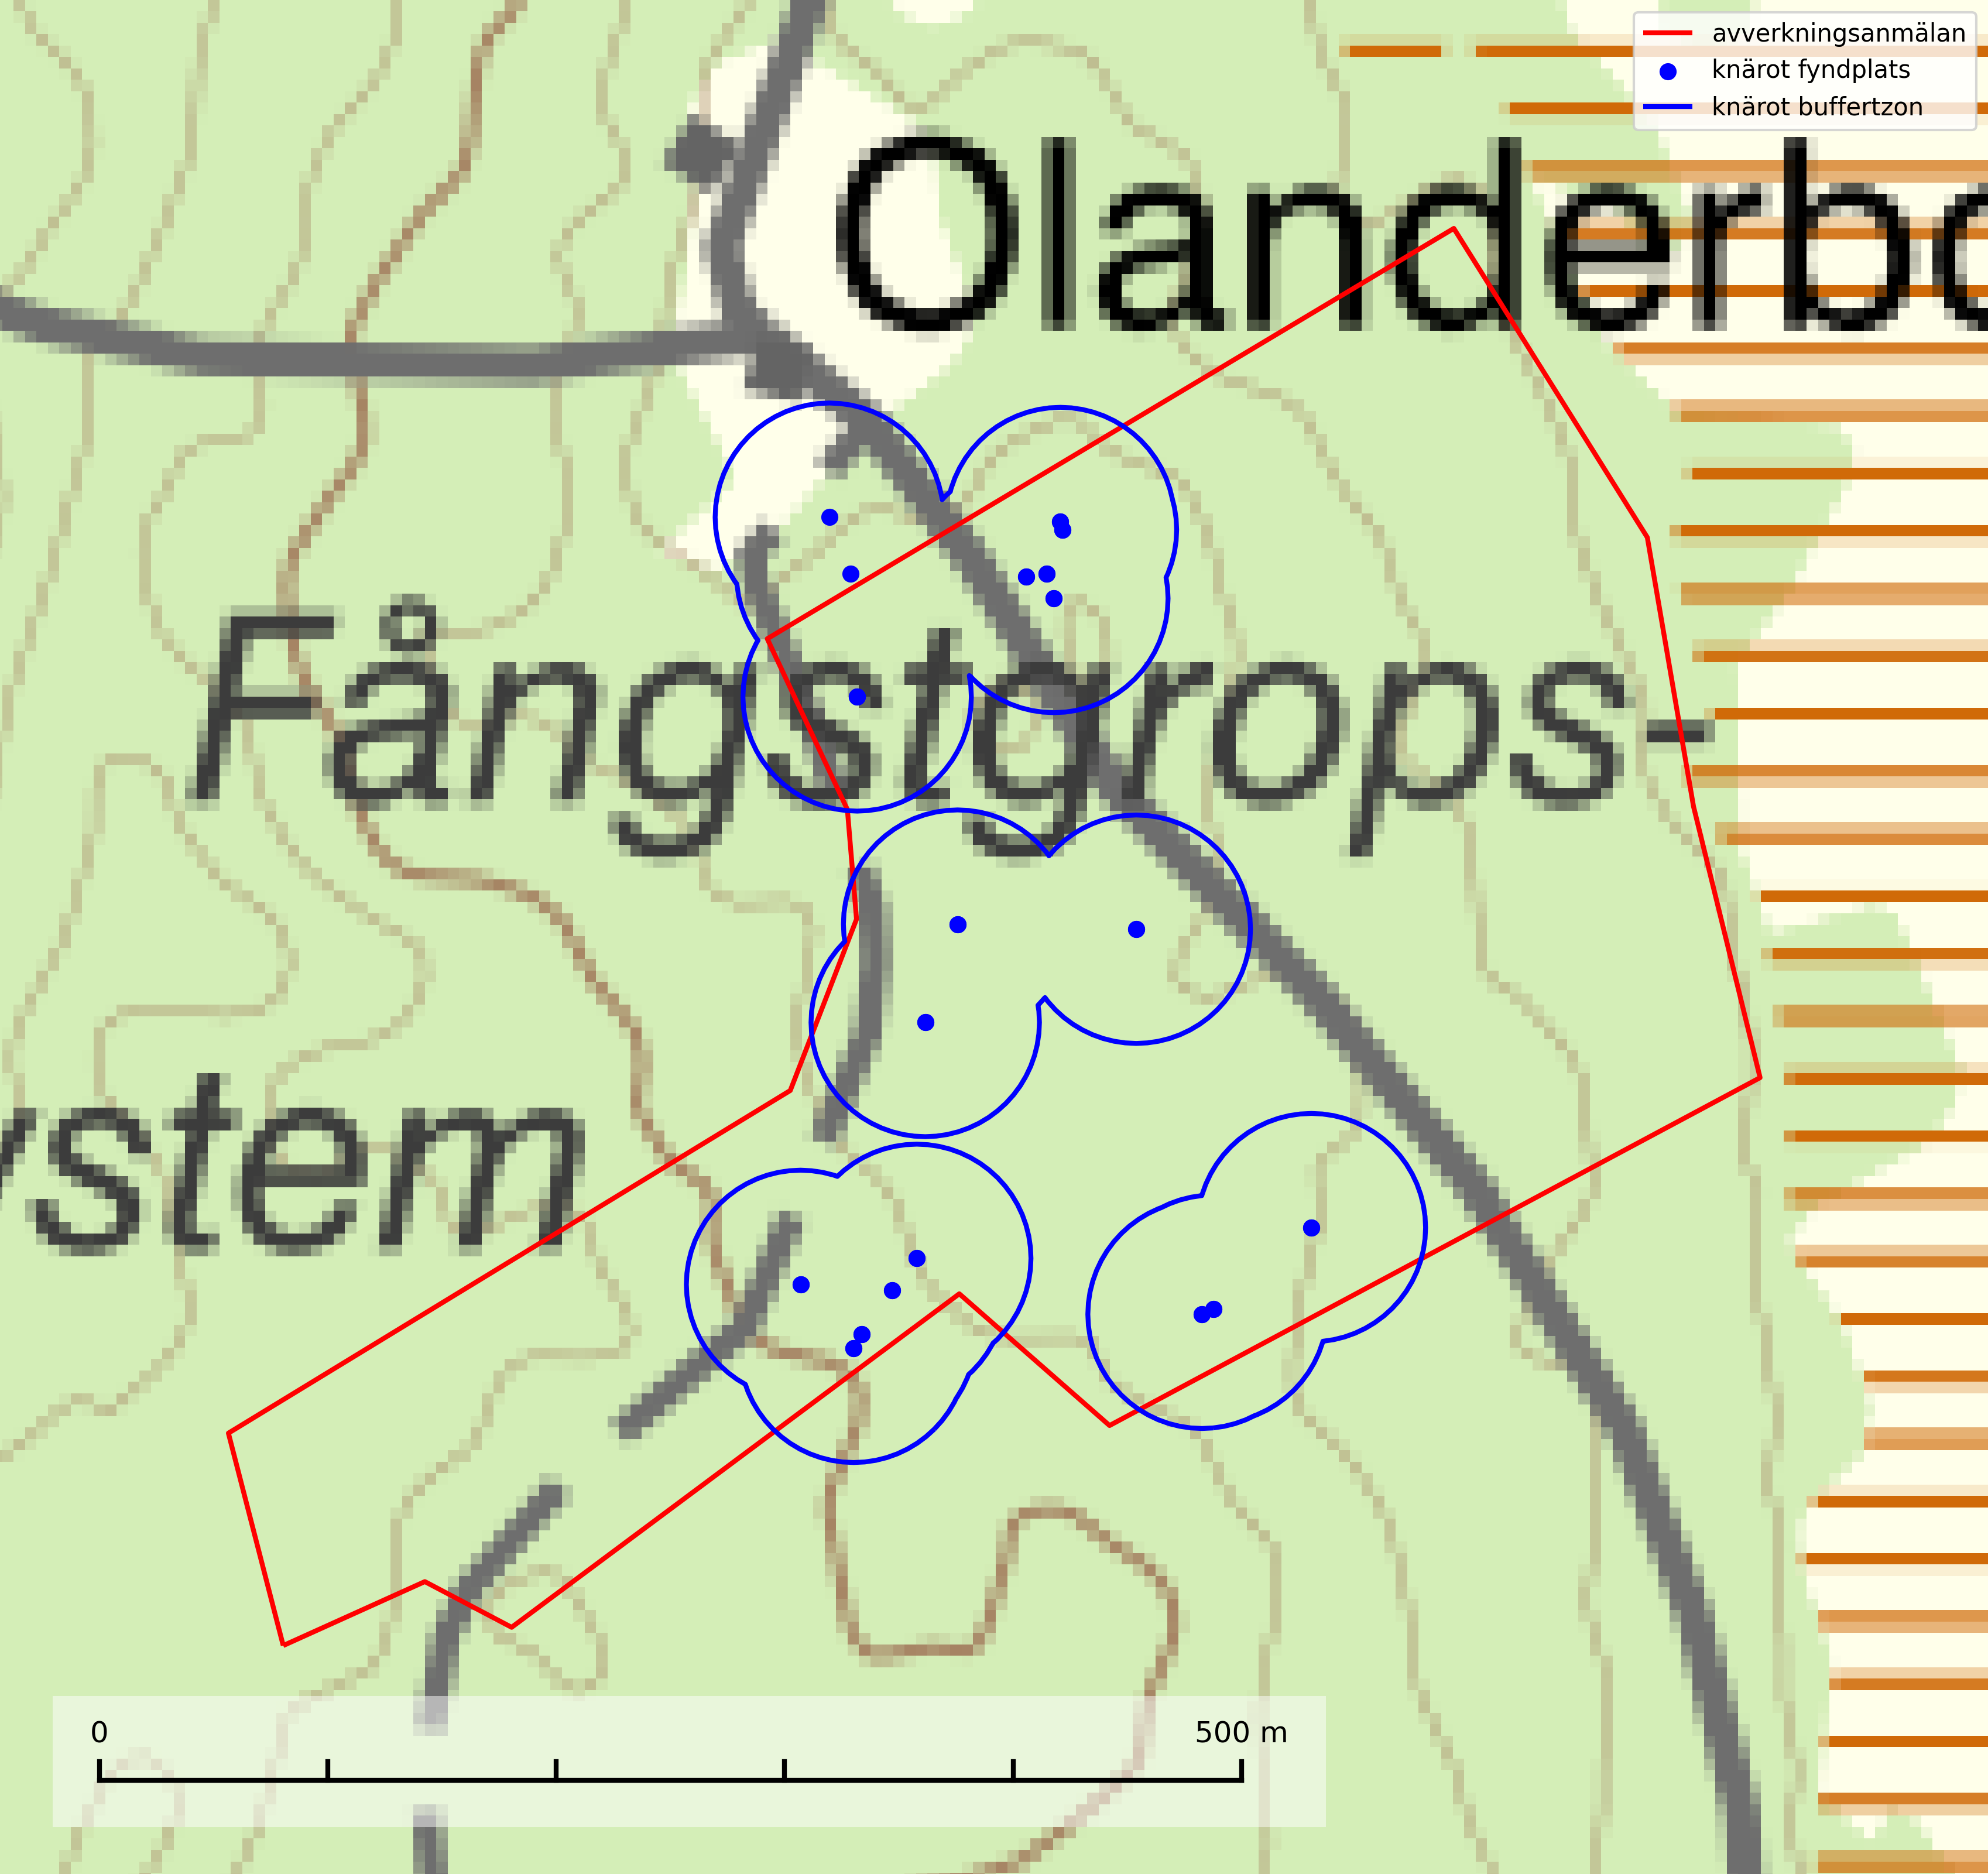 avverkningsanmälan
knärot fyndplats
knärot buffertzon
Olanderbo
Fångstgrops-
ystem
0 500 m